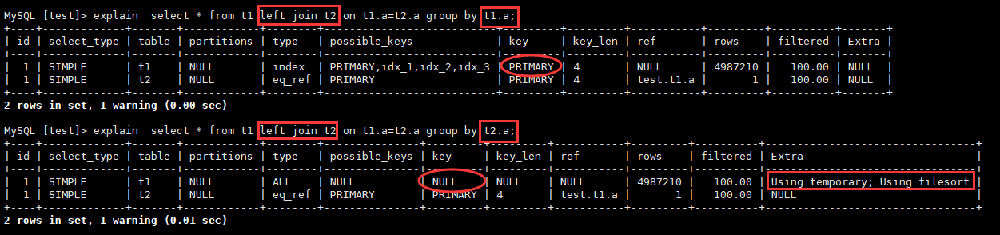 MySQL [test]> explain  select * from t1 left join t2 on t1.a=t2.a group by t1.a;
+----+-------------+-------+------------+--------+---------------------------+---------+---------+-----------+---------+----------+-------+
| id | select_type | table | partitions | type   | possible_keys             | key     | key_len | ref       | rows    | filtered | Extra |
+----+-------------+-------+------------+--------+---------------------------+---------+---------+-----------+---------+----------+-------+
|  1 | SIMPLE      | t1    | NULL       | index  | PRIMARY,idx_1,idx_2,idx_3 | PRIMARY | 4       | NULL      | 4987210 |   100.00 | NULL  |
|  1 | SIMPLE      | t2    | NULL       | eq_ref | PRIMARY                   | PRIMARY | 4       | test.t1.a |       1 |   100.00 | NULL  |
+----+-------------+-------+------------+--------+---------------------------+---------+---------+-----------+---------+----------+-------+
2 rows in set, 1 warning (0.00 sec)
MySQL [test]> explain  select * from t1 left join t2 on t1.a=t2.a group by t2.a;
+----+-------------+-------+------------+--------+---------------+---------+---------+-----------+---------+----------+---------------------------------+
| id | select_type | table | partitions | type   | possible_keys | key     | key_len | ref       | rows    | filtered | Extra                           |
+----+-------------+-------+------------+--------+---------------+---------+---------+-----------+---------+----------+---------------------------------+
|  1 | SIMPLE      | t1    | NULL       | ALL    | NULL          | NULL    | NULL    | NULL      | 4987210 |   100.00 | Using temporary; Using filesort |
|  1 | SIMPLE      | t2    | NULL       | eq_ref | PRIMARY       | PRIMARY | 4       | test.t1.a |       1 |   100.00 | NULL                            |
+----+-------------+-------+------------+--------+---------------+---------+---------+-----------+---------+----------+---------------------------------+
2 rows in set, 1 warning (0.01 sec)